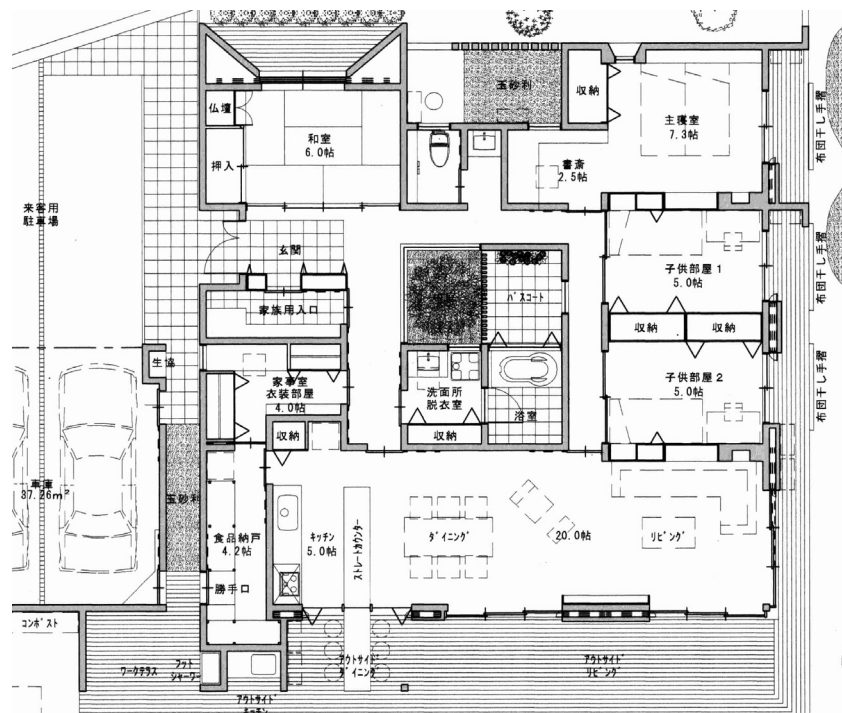 玉砂利
収納
主寝室
7.3帖
布団干し手摺
仏壇
和室
6.0帖
押入
書斎
2.5帖
来客用
駐車場
玄関
家族用入口
バスコート
子供部屋1
5.0帖
布団干し手摺
収納
収納
生協
家事室
衣装部屋
4.0帖
洗面所
脱衣室
浴室
子供部屋2
5.0帖
布団干し手摺
収納
収納
車庫
37.26m²
玉砂利
食品納戸
4.2帖
キッチン
5.0帖
ストレートカウンター
ダイニング
20.0帖
リビング
勝手口
コンポスト
ワークテラス
フット
シャワー
アウトサイド
ダイニング
アウトサイド
リビング
アウトサイド
キッチン